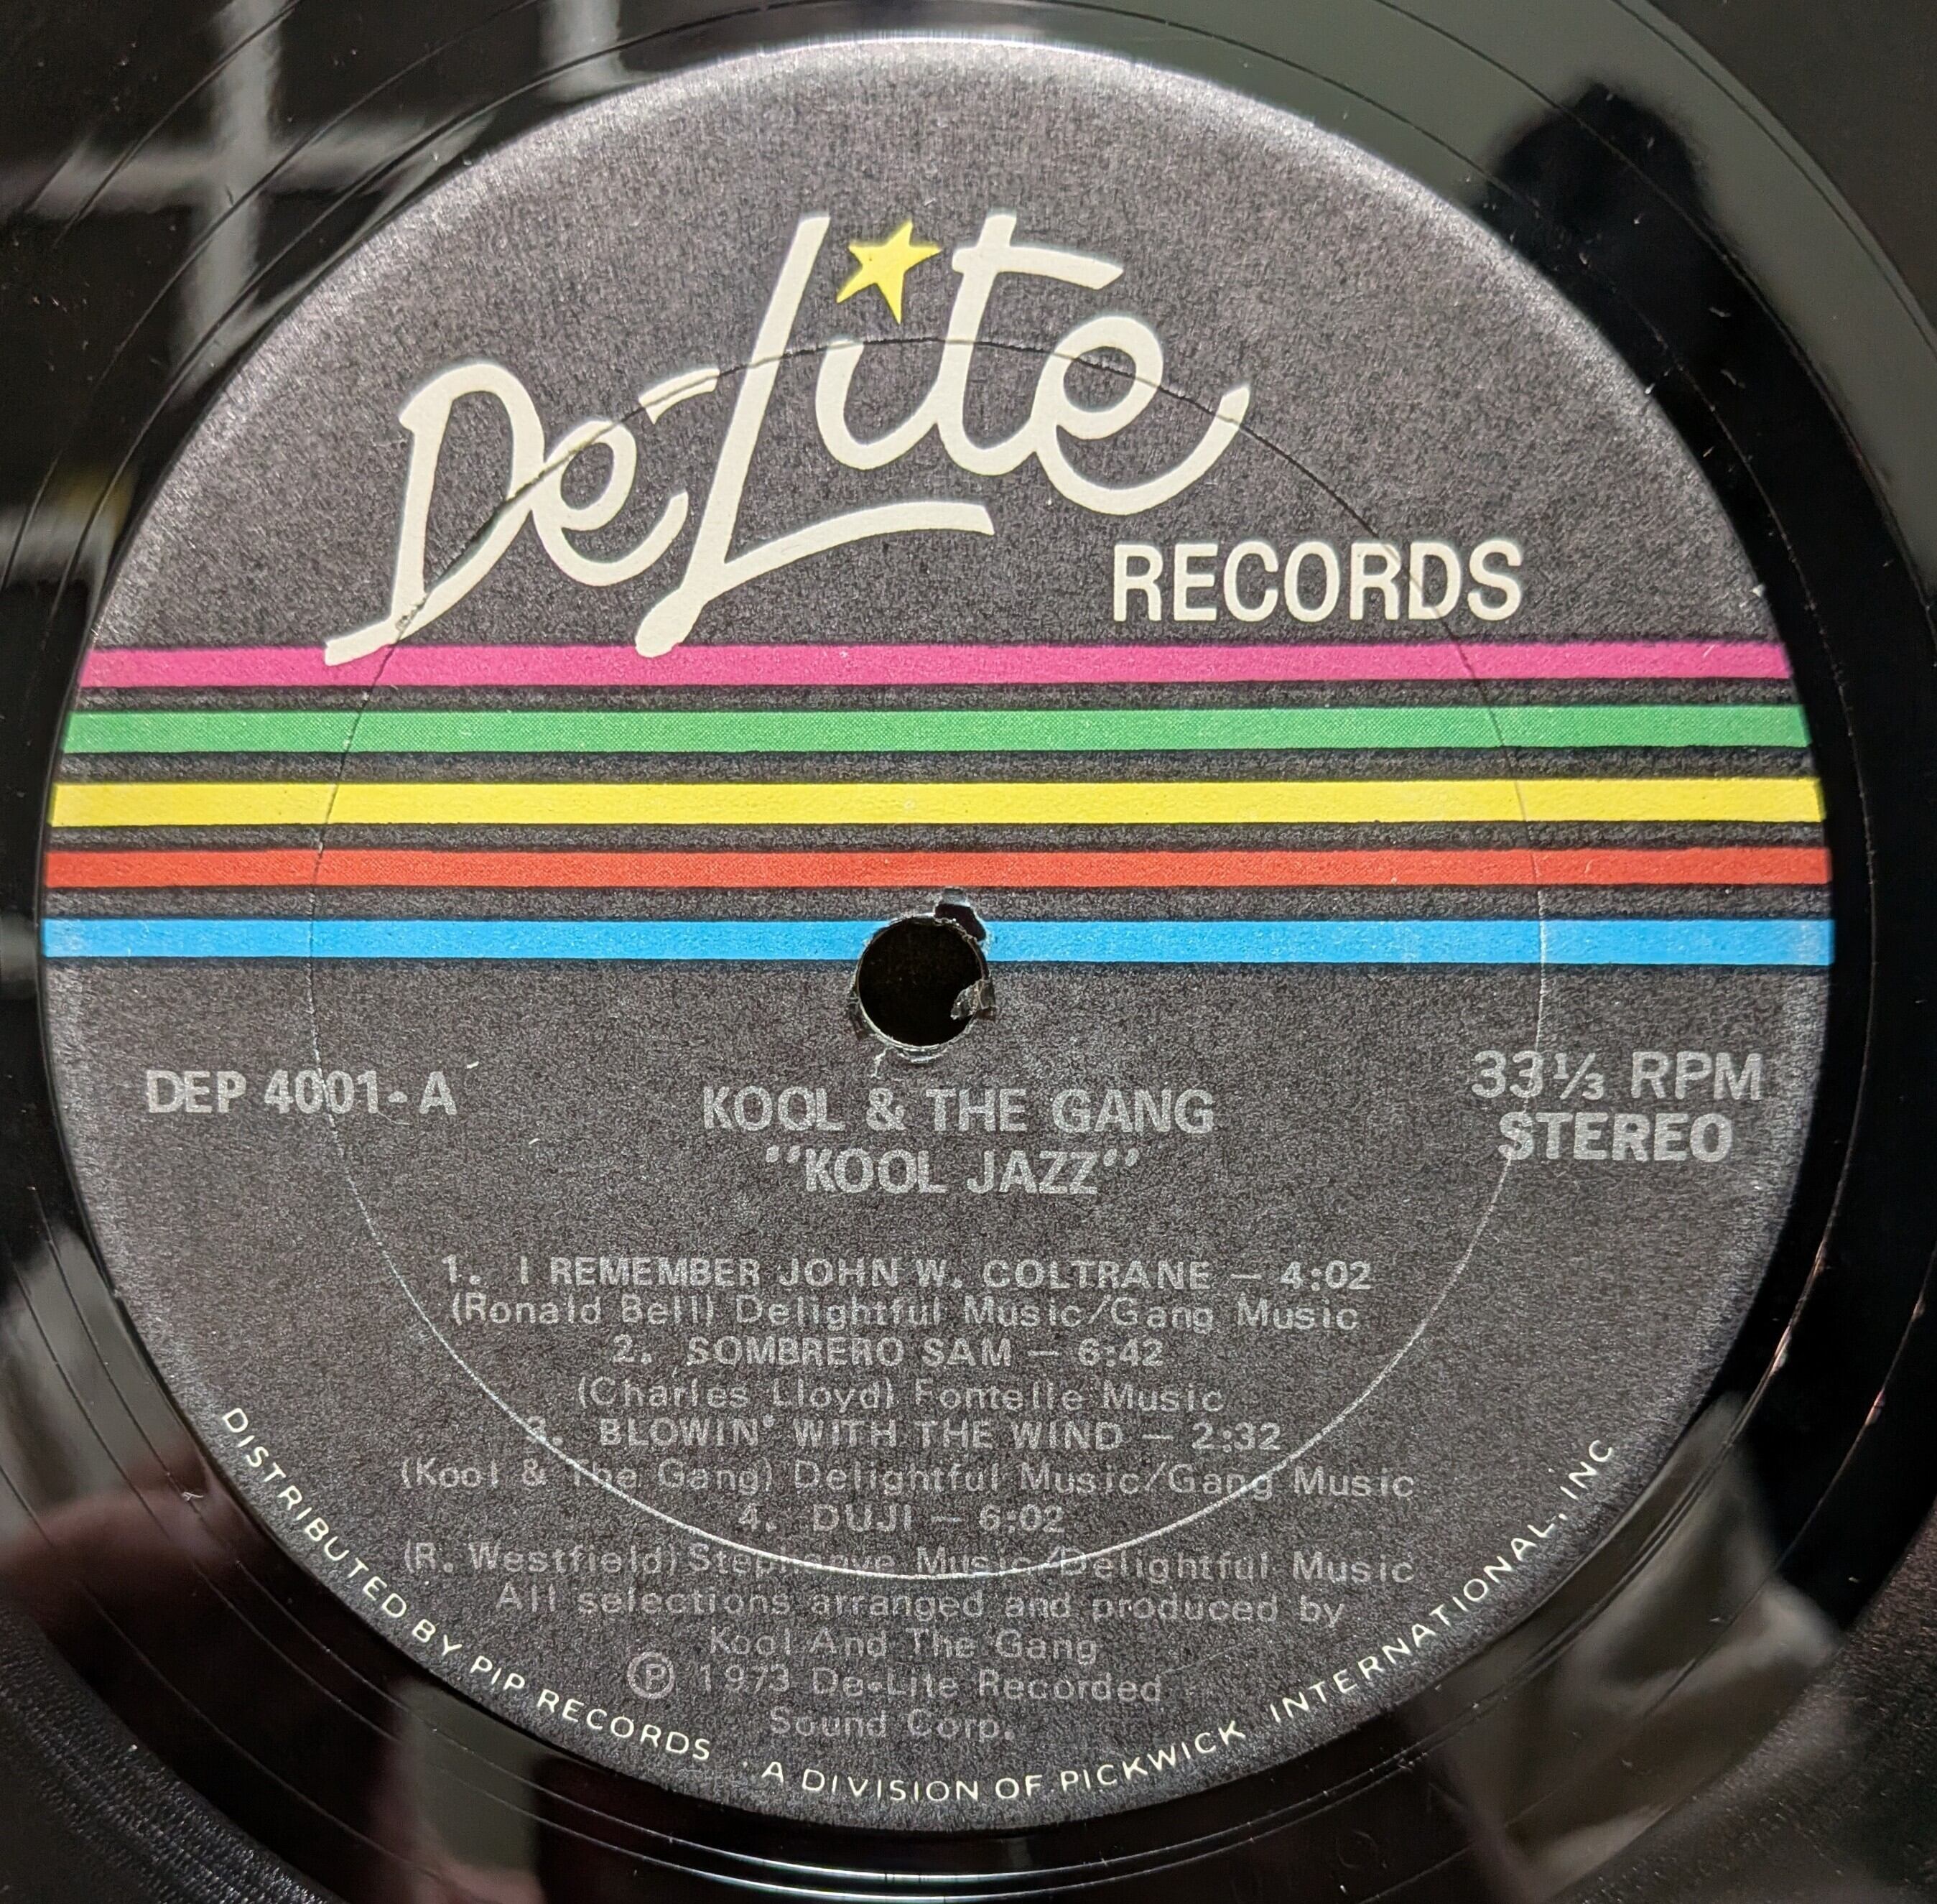 De-Lite
RECORDS
DEP 4001-A
33⅓ RPM
STEREO
KOOL & THE GANG
"KOOL JAZZ"
1. I REMEMBER JOHN W. COLTRANE — 4:02
(Ronald Bell) Delightful Music/Gang Music
2. SOMBRERO SAM — 6:42
(Charles Lloyd) Fomtelle Music
3. BLOWIN' WITH THE WIND — 2:32
(Kool & The Gang) Delightful Music/Gang Music
4. DUJI — 6:02
(R. Westfield) Stephanye Music/Delightful Music
All selections arranged and produced by
Kool And The Gang
Ⓟ 1973 De-Lite Recorded
Sound Corp.
DISTRIBUTED BY PIP RECORDS · A DIVISION OF PICKWICK INTERNATIONAL, INC